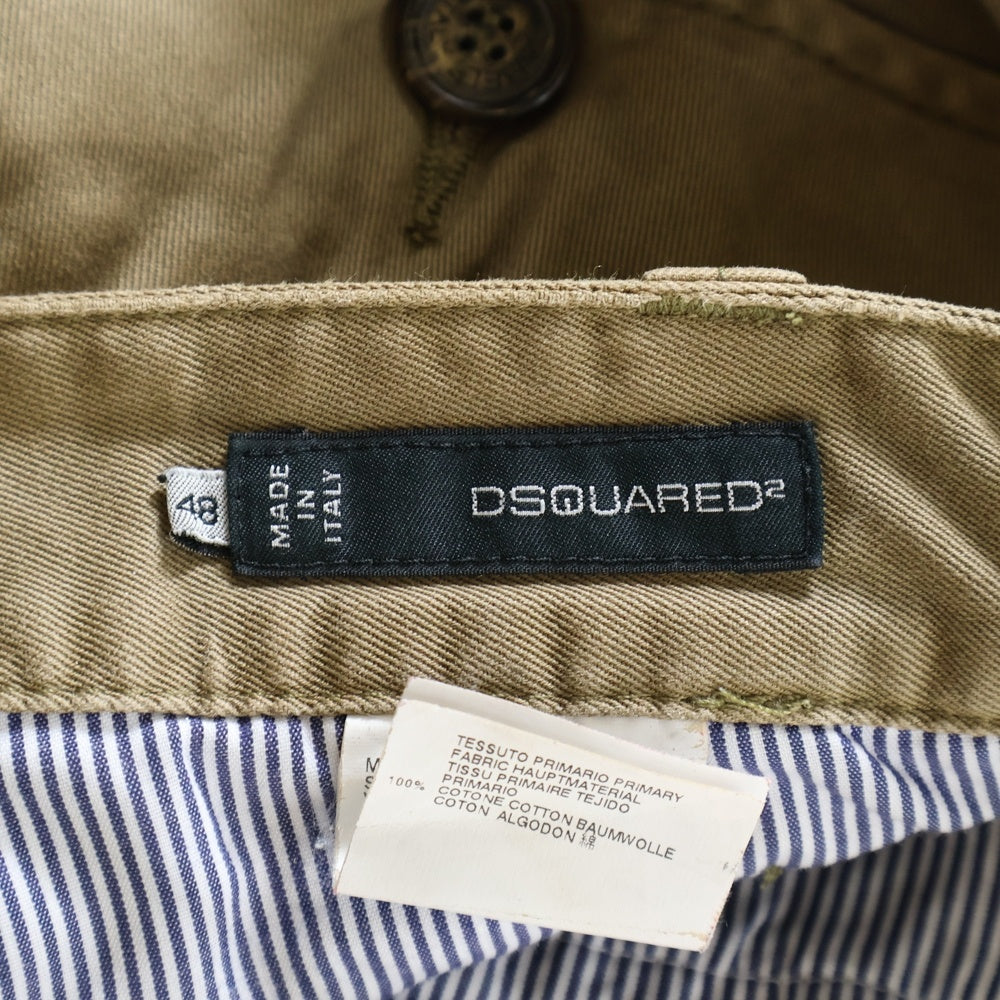 48
MADE
IN
ITALY
DSQUARED2
TESSUTO PRIMARIO PRIMARY
FABRIC HAUPTMATERIAL
TISSU PRIMAIRE TEJIDO
PRIMARIO
100% COTONE COTTON BAUMWOLLE
COTON ALGODON 綿